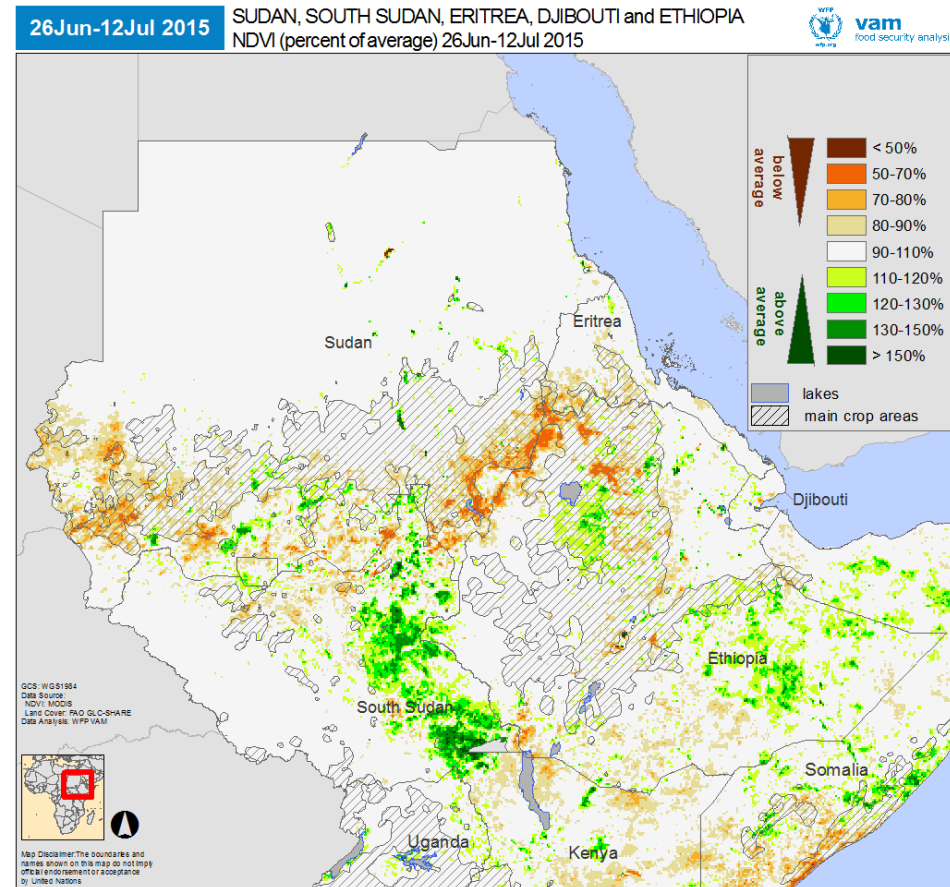 26Jun-12Jul 2015
SUDAN, SOUTH SUDAN, ERITREA, DJIBOUTI and ETHIOPIA
NDVI (percent of average) 26Jun-12Jul 2015
WFP
wfp.org
vam
food security analysi
below
average
< 50%
50-70%
70-80%
80-90%
90-110%
110-120%
120-130%
130-150%
> 150%
above
average
lakes
main crop areas
Eritrea
Sudan
Djibouti
Ethiopia
South Sudan
Somalia
Uganda
Kenya
GCS: WGS1984
Data Source:
NDVI: MODIS
Land Cover: FAO GLC-SHARE
Data Analysis: WFP VAM
Map Disclaimer:The boundaries and
names shown on this map do not imply
official endorsement or acceptance
by United Nations